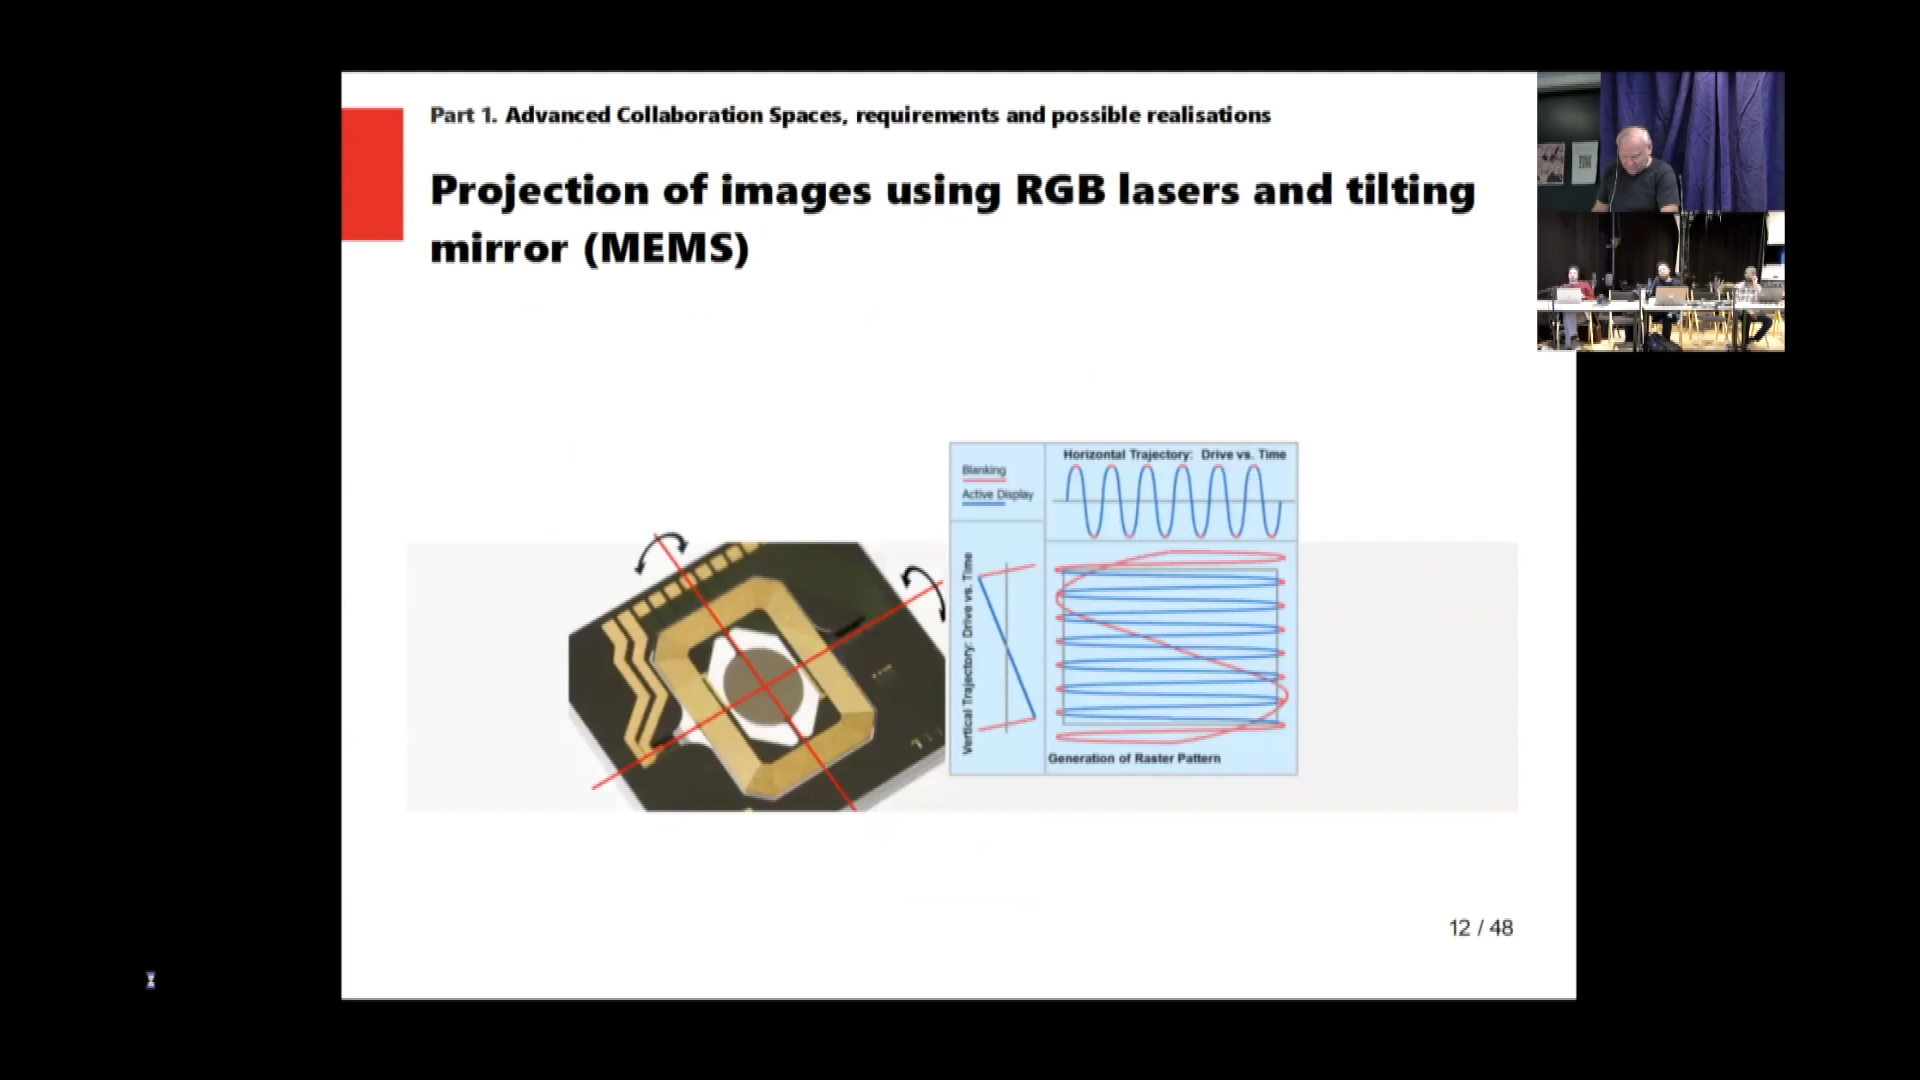 Part 1. Advanced Collaboration Spaces, requirements and possible realisations
Projection of images using RGB lasers and tilting
mirror (MEMS)
Blanking
Active Display
Horizontal Trajectory: Drive vs. Time
Vertical Trajectory: Drive vs. Time
Generation of Raster Pattern
12 / 48